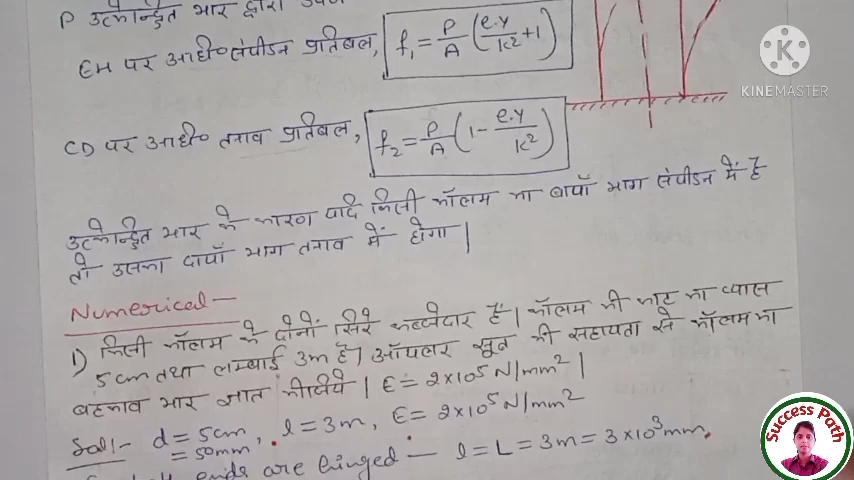 P उत्केन्द्रित भार द्वारा
EM पर अधि० संपीडन प्रतिबल, f₁ = P/A (e.y/k² + 1)
KINEMASTER
CD पर अधि० तनाव प्रतिबल, f₂ = P/A (1 - e.y/k²)
उत्केन्द्रित भार के कारण यदि किसी कॉलम का बायाँ भाग संपीडन में है
तो उसका दायाँ भाग तनाव में होगा |
Numerical -
1) किसी कॉलम के दोनों सिरे कब्जेदार हैं | कॉलम की काट का व्यास
5 cm तथा लम्बाई 3m है | ऑयलर सूत्र की सहायता से कॉलम का
बहकाव भार ज्ञात कीजिये | E = 2×10⁵ N/mm² |
Sol:- d = 5cm, l = 3m, E = 2×10⁵ N/mm²
= 50mm
ends are hinged - l = L = 3m = 3×10³ mm.
Success Path